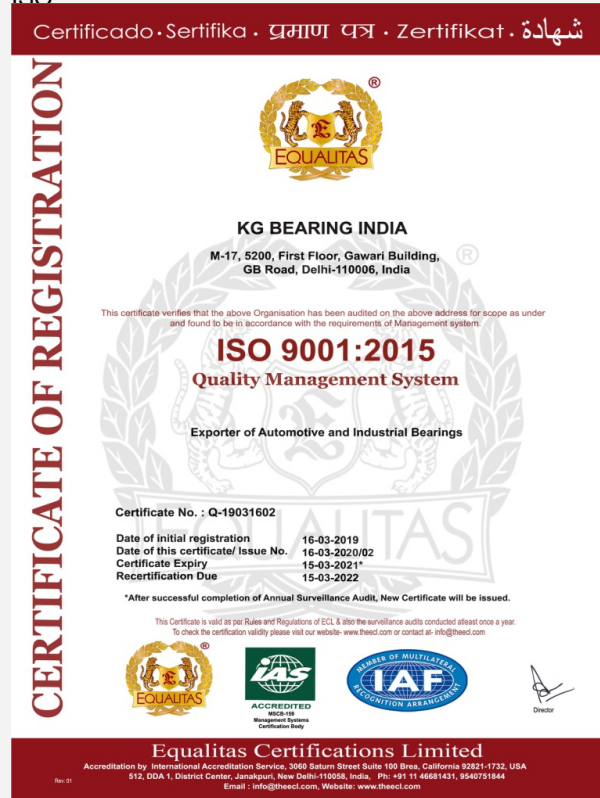 Certificado · Sertifika · प्रमाण पत्र · Zertifikat · شهادة
CERTIFICATE OF REGISTRATION
®
E
EQUALITAS
KG BEARING INDIA
M-17, 5200, First Floor, Gawari Building,
GB Road, Delhi-110006, India
®
This certificate verifies that the above Organisation has been audited on the above address for scope as under
and found to be in accordance with the requirements of Management system.
ISO 9001:2015
Quality Management System
Exporter of Automotive and Industrial Bearings
E
EQUALITAS
Certificate No. : Q-19031602
Date of initial registration 16-03-2019
Date of this certificate/ Issue No. 16-03-2020/02
Certificate Expiry 15-03-2021*
Recertification Due 15-03-2022
*After successful completion of Annual Surveillance Audit, New Certificate will be issued.
This Certificate is valid as per Rules and Regulations of ECL & also the surveillance audits conducted atleast once a year.
To check the certification validity please visit our website- www.theecl.com or contact at- info@theecl.com
®
E
EQUALITAS
IAS
ACCREDITED
MSCB-159
Management Systems
Certification Body
MEMBER OF MULTILATERAL
IAF
RECOGNITION ARRANGEMENT
Director
Equalitas Certifications Limited
Accreditation by International Accreditation Service, 3060 Saturn Street Suite 100 Brea, California 92821-1732, USA
512, DDA 1, District Center, Janakpuri, New Delhi-110058, India, Ph: +91 11 46681431, 9540751844
Email : info@theecl.com, Website: www.theecl.com
Rev: 01